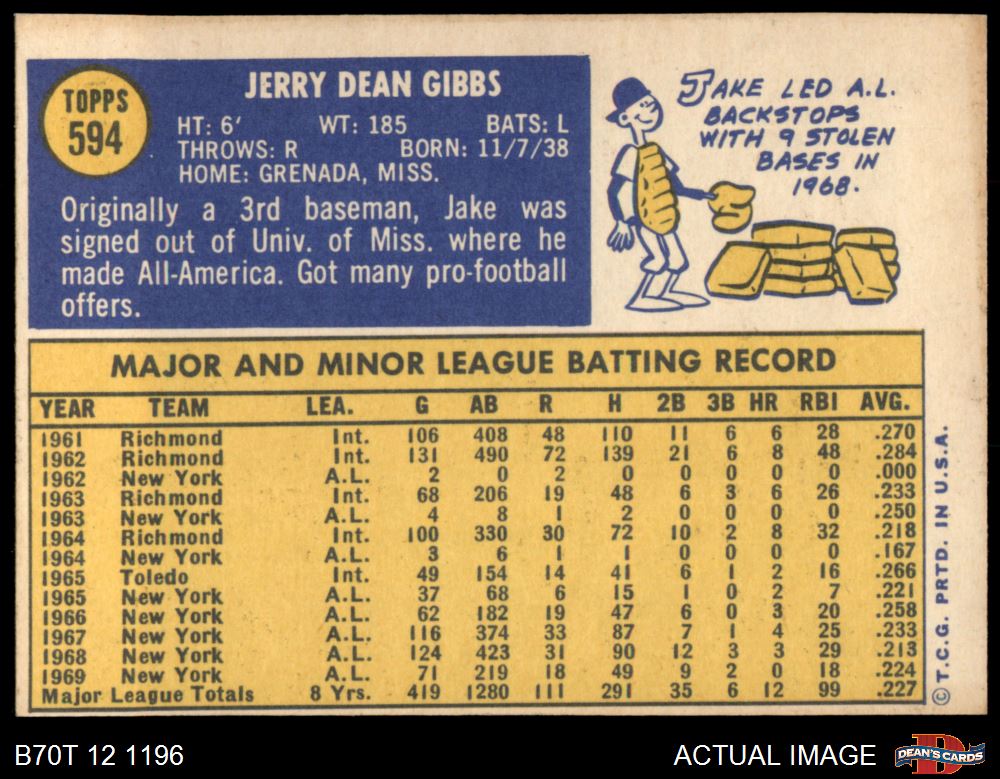 TOPPS
594
JERRY DEAN GIBBS
HT: 6' WT: 185 BATS: L
THROWS: R BORN: 11/7/38
HOME: GRENADA, MISS.
Originally a 3rd baseman, Jake was
signed out of Univ. of Miss. where he
made All-America. Got many pro-football
offers.
JAKE LED A.L.
BACKSTOPS
WITH 9 STOLEN
BASES IN
1968.
MAJOR AND MINOR LEAGUE BATTING RECORD
YEAR TEAM LEA. G AB R H 2B 3B HR RBI AVG.
1961 Richmond Int. 106 408 48 110 11 6 6 28 .270
1962 Richmond Int. 131 490 72 139 21 6 8 48 .284
1962 New York A.L. 2 0 2 0 0 0 0 0 .000
1963 Richmond Int. 68 206 19 48 6 3 6 26 .233
1963 New York A.L. 4 8 1 2 0 0 0 0 .250
1964 Richmond Int. 100 330 30 72 10 2 8 32 .218
1964 New York A.L. 3 6 1 1 0 0 0 0 .167
1965 Toledo Int. 49 154 14 41 6 1 2 16 .266
1965 New York A.L. 37 68 6 15 1 0 2 7 .221
1966 New York A.L. 62 182 19 47 6 0 3 20 .258
1967 New York A.L. 116 374 33 87 7 1 4 25 .233
1968 New York A.L. 124 423 31 90 12 3 3 29 .213
1969 New York A.L. 71 219 18 49 9 2 0 18 .224
Major League Totals 8 Yrs. 419 1280 111 291 35 6 12 99 .227
© T.C.G. PRTD. IN U.S.A.
B70T 12 1196
ACTUAL IMAGE
D
DEAN'S CARDS